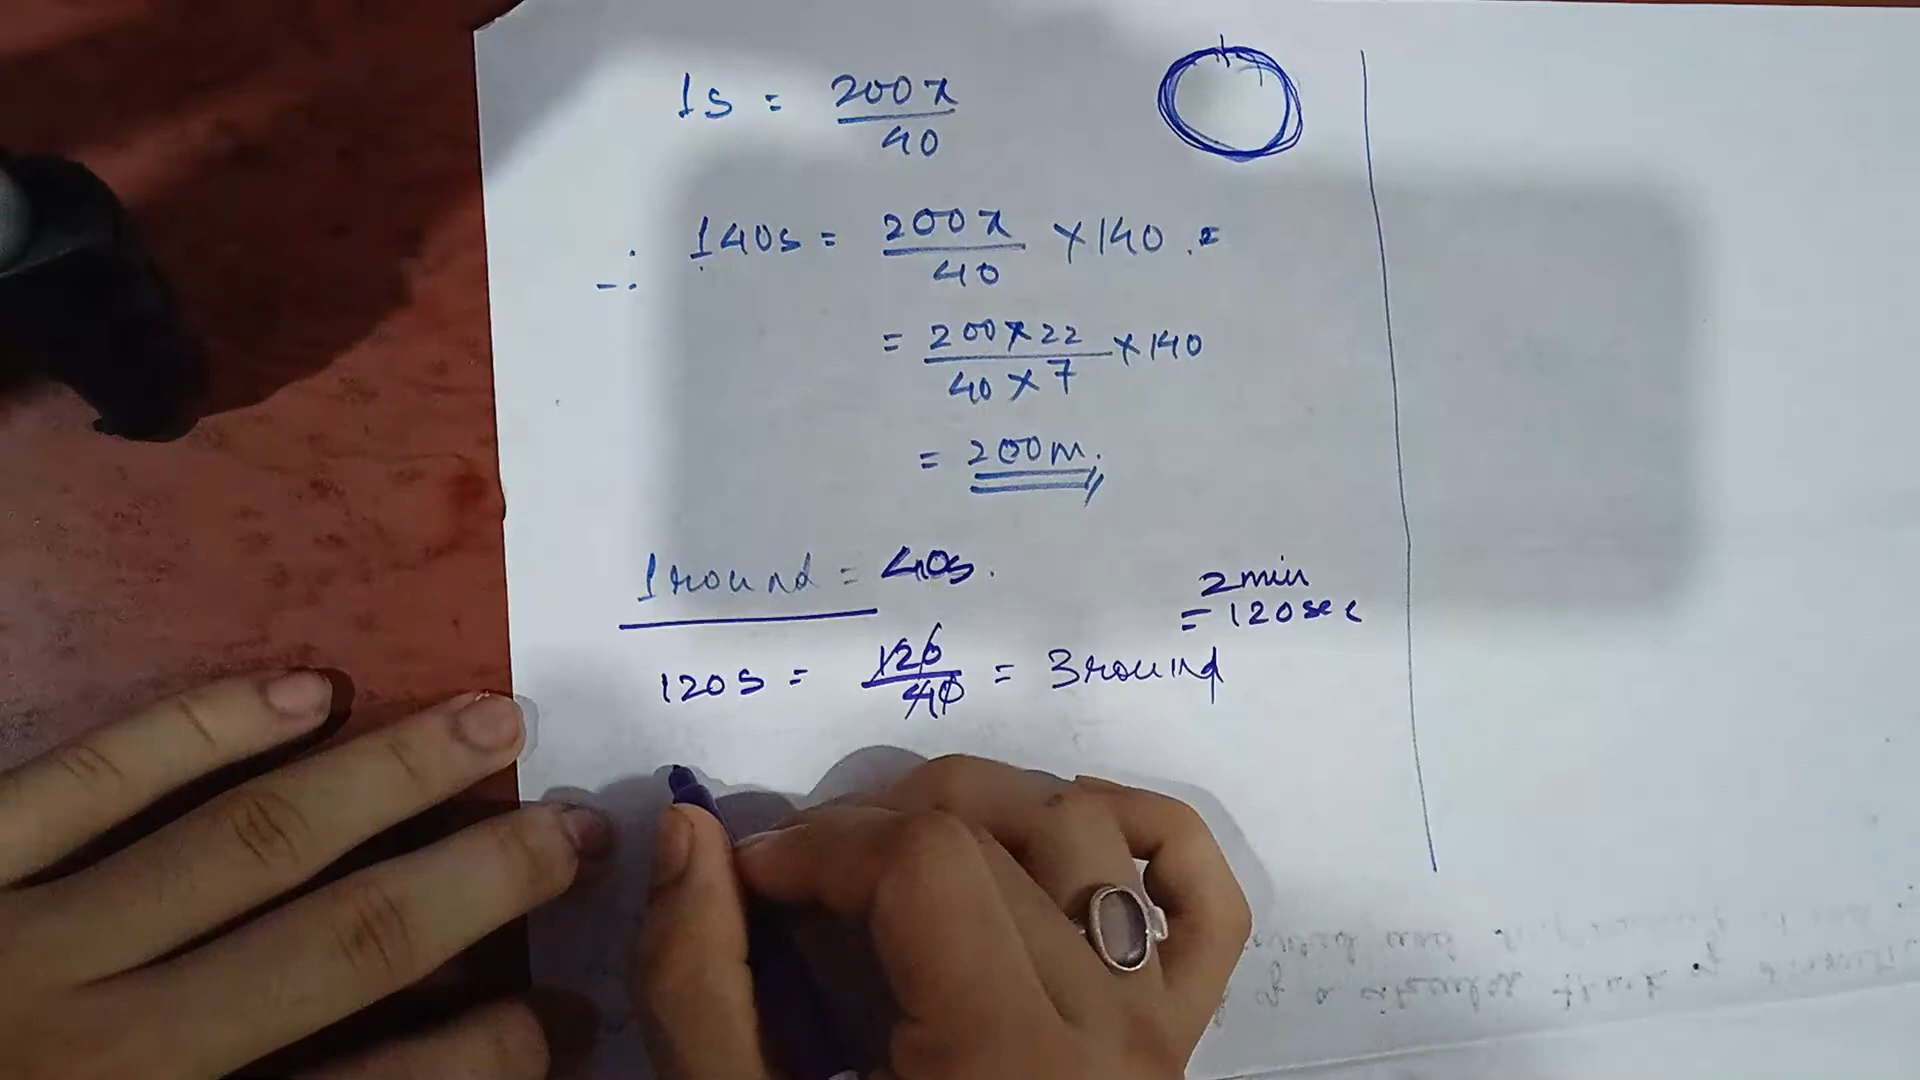 1s = 200π/40
∴ 140s = 200π/40 × 140 . =
= 200×22/40×7 × 140
= 200m.
1 round = 40s.
2 min
= 120 sec
120s = 120/40 = 3 round